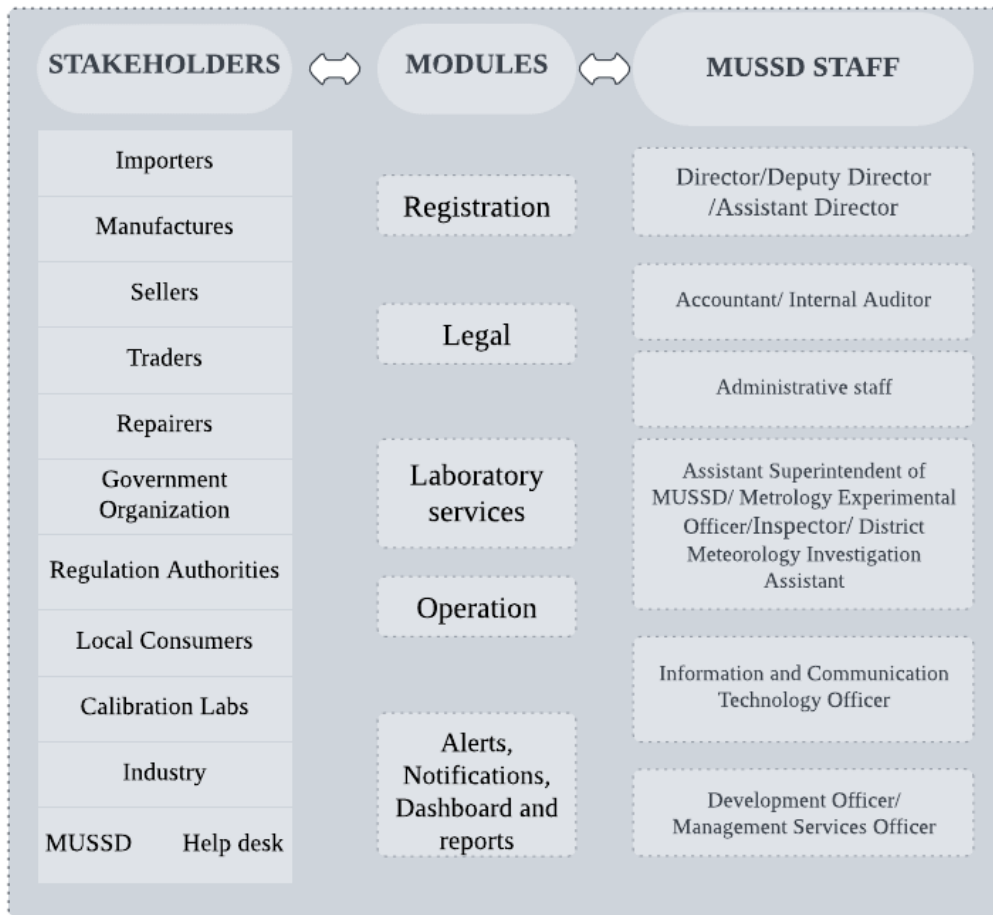 STAKEHOLDERS
MODULES
MUSSD STAFF
Importers
Manufactures
Sellers
Traders
Repairers
Government
Organization
Regulation Authorities
Local Consumers
Calibration Labs
Industry
MUSSD Help desk
Registration
Legal
Laboratory
services
Operation
Alerts,
Notifications,
Dashboard and
reports
Director/Deputy Director
/Assistant Director
Accountant/ Internal Auditor
Administrative staff
Assistant Superintendent of
MUSSD/ Metrology Experimental
Officer/Inspector/ District
Meteorology Investigation
Assistant
Information and Communication
Technology Officer
Development Officer/
Management Services Officer